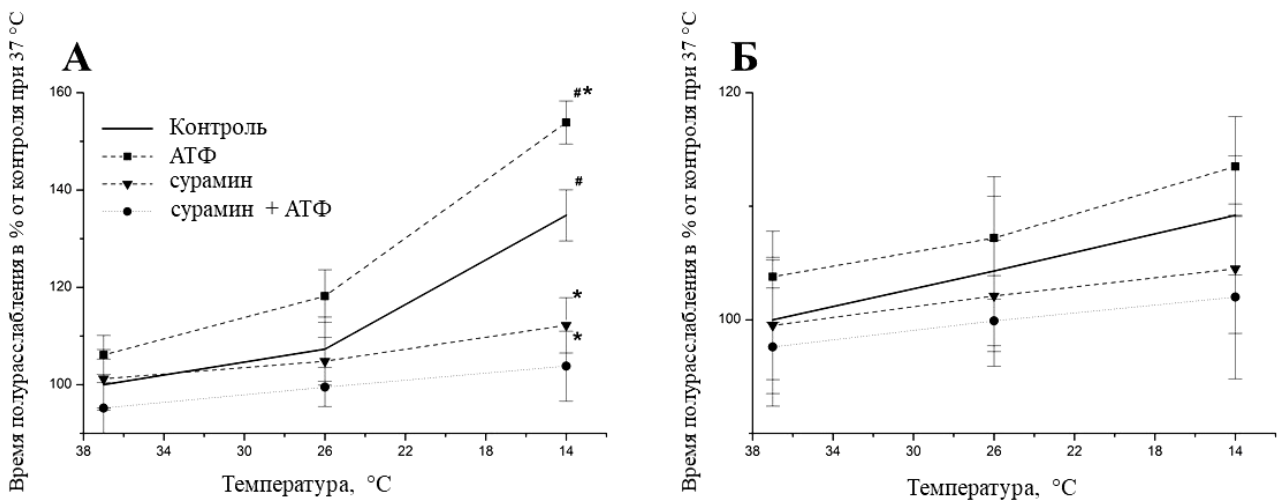 А
Время полурасслабления в % от контроля при 37 °C
160
140
120
100
Контроль
АТФ
сурамин
сурамин + АТФ
#*
#
*
*
38
34
30
26
22
18
14
Температура, °C
Б
Время полурасслабления в % от контроля при 37 °C
120
100
38
34
30
26
22
18
14
Температура, °C